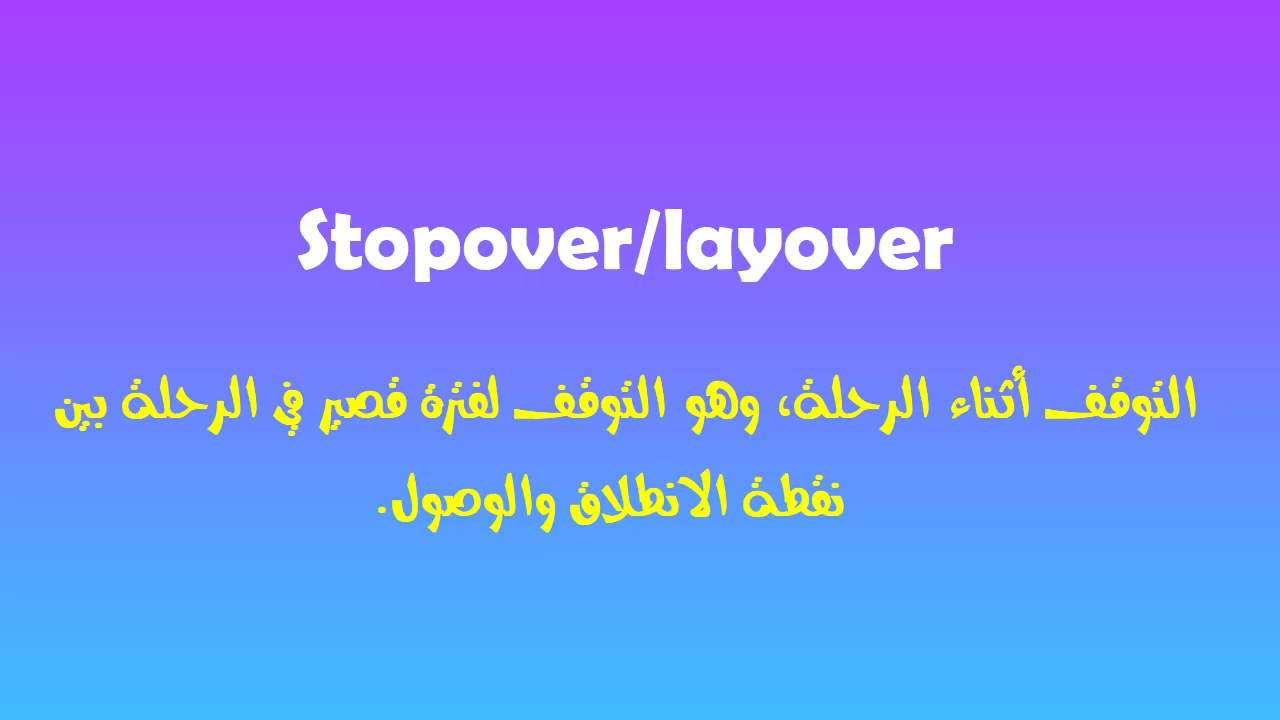 Stopover/layover
التوقف أثناء الرحلة، وهو التوقف لفترة قصير في الرحلة بين
نقطة الانطلاق والوصول.